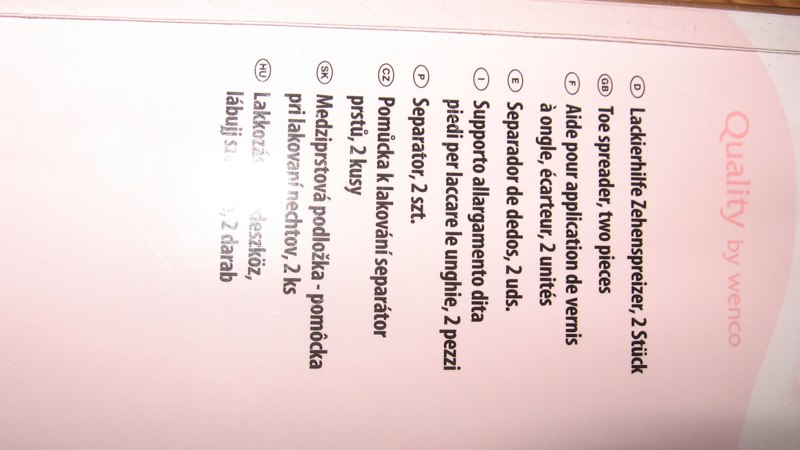 Quality by wenco
D Lackierhilfe Zehenspreizer, 2 Stück
GB Toe spreader, two pieces
F Aide pour application de vernis
à ongle, écarteur, 2 unités
E Separador de dedos, 2 uds.
I Supporto allargamento dita
piedi per laccare le unghie, 2 pezzi
P Separator, 2 szt.
CZ Pomůcka k lakování separátor
prstů, 2 kusy
SK Medziprstová podložka - pomôcka
pri lakovaní nechtov, 2 ks
HU
lábujj 2 darab